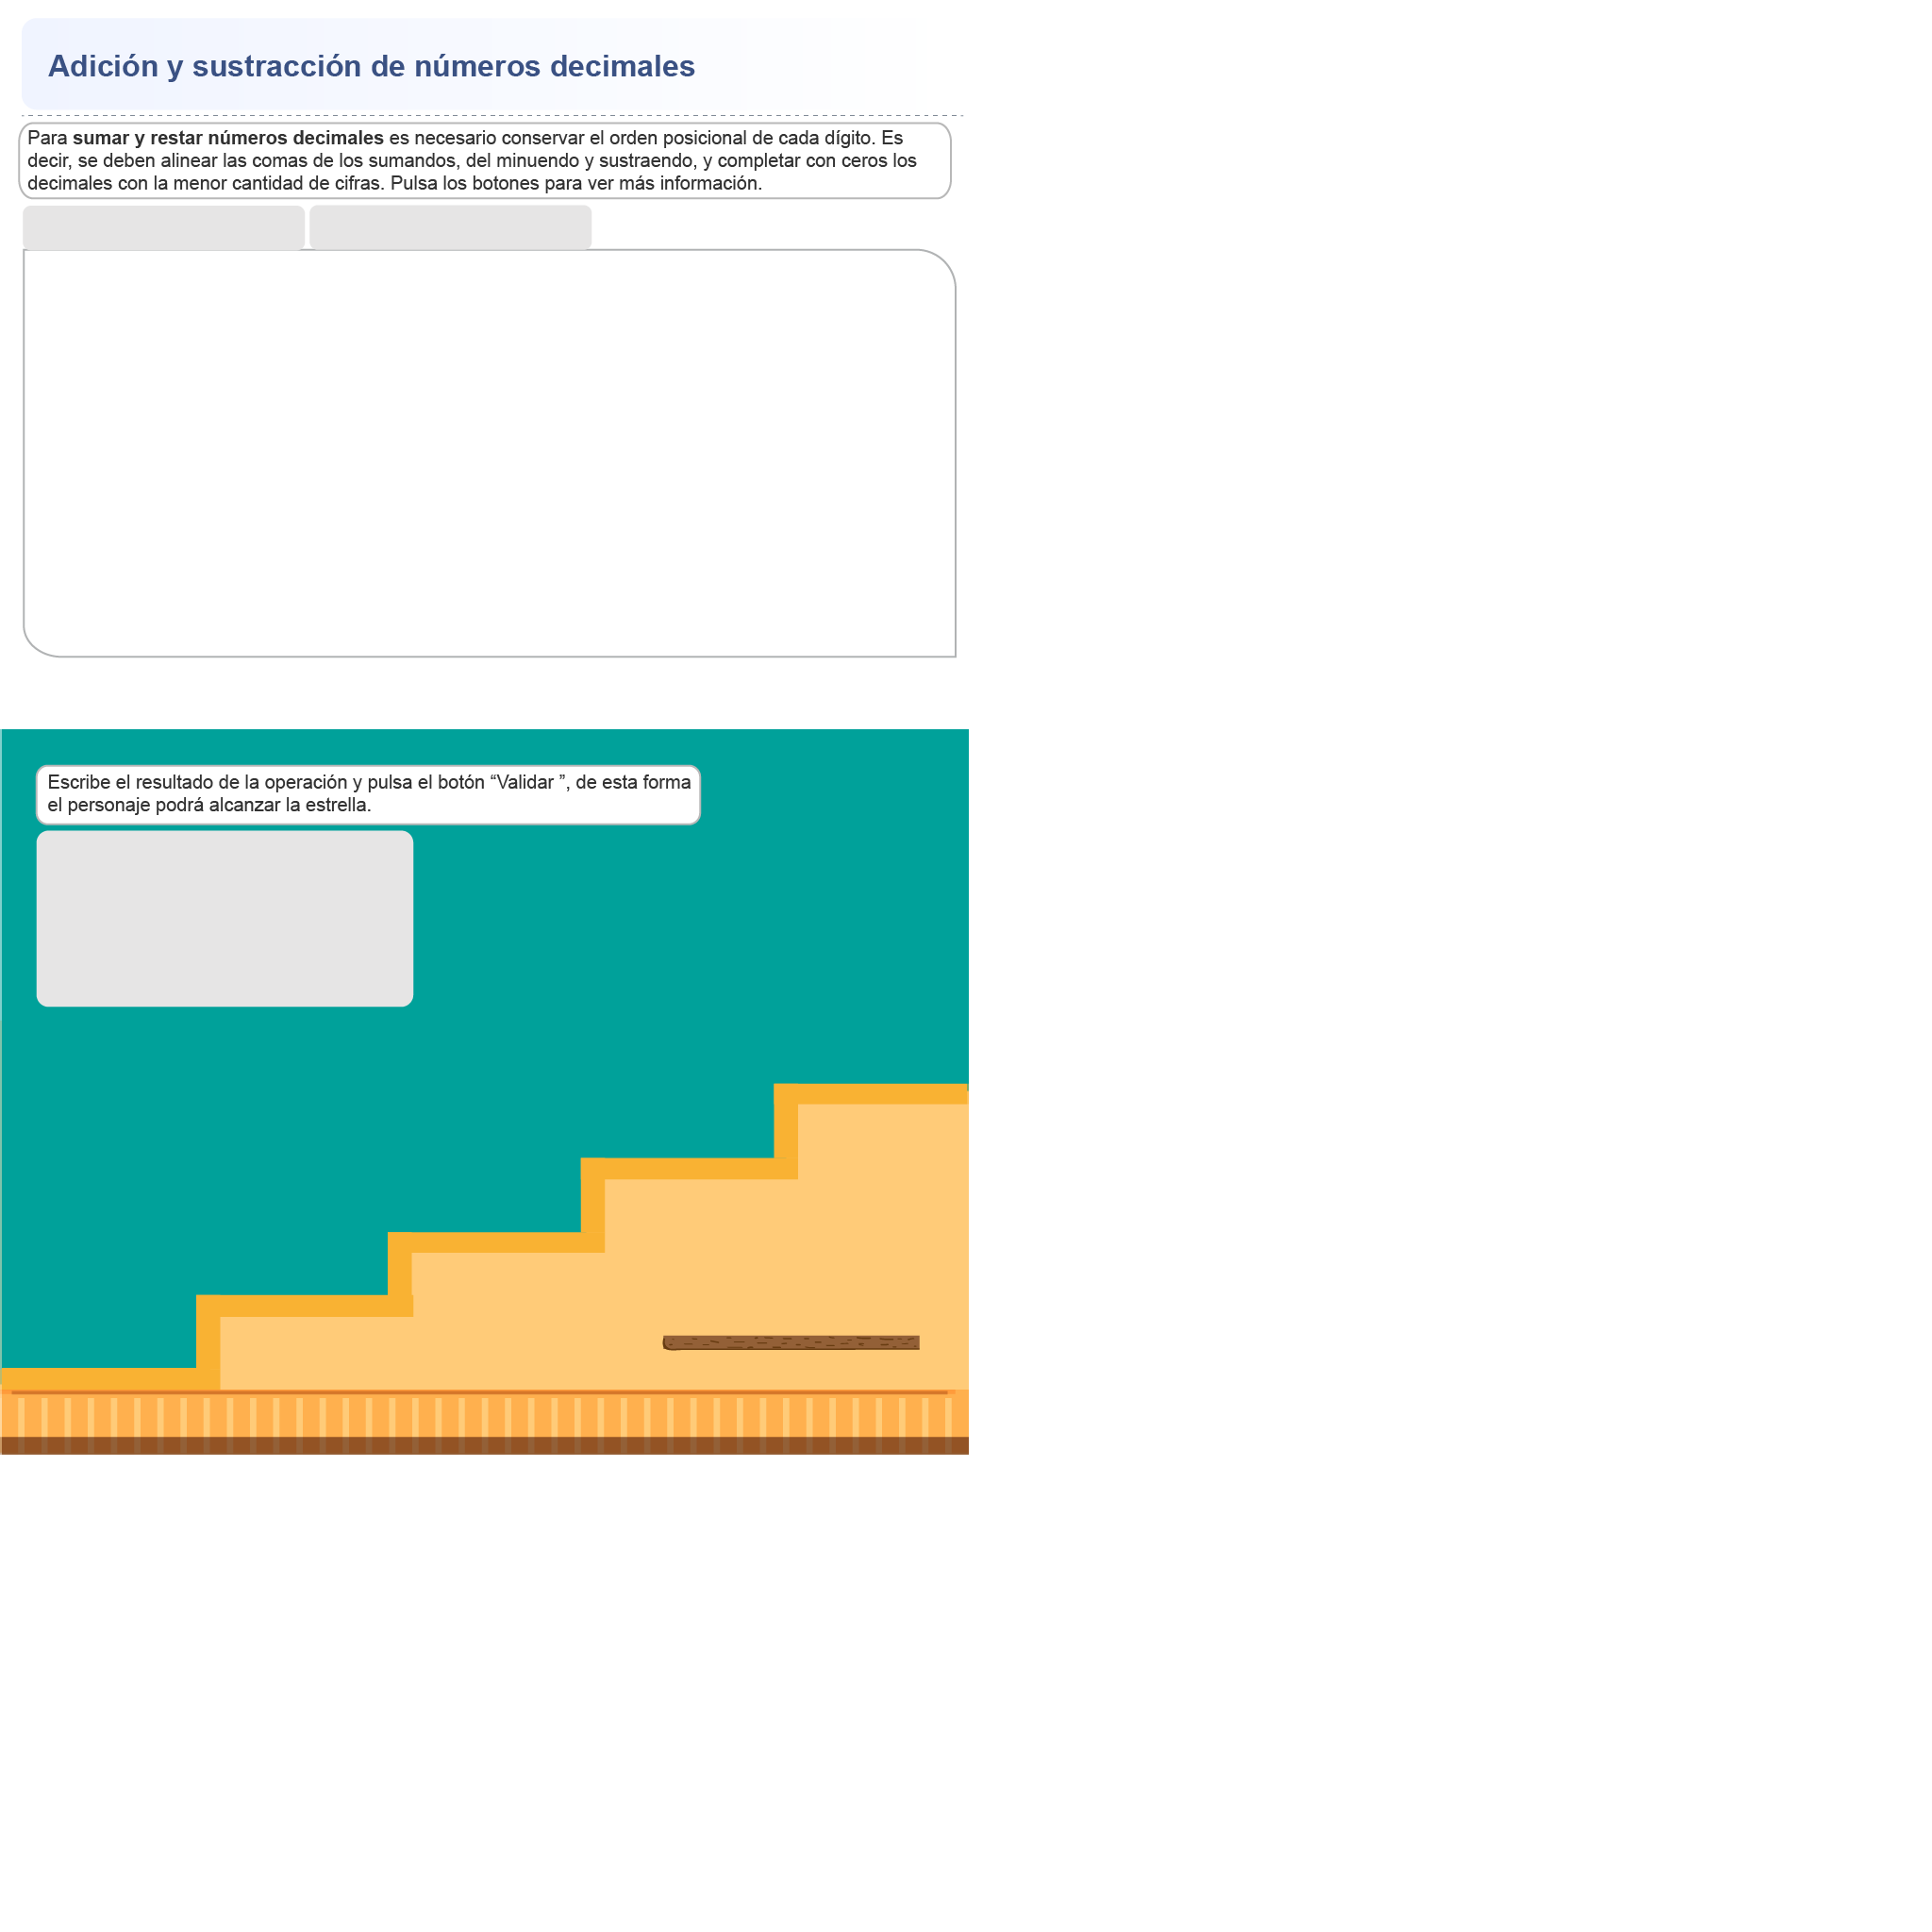 Adición y sustracción de números decimales
Para sumar y restar números decimales es necesario conservar el orden posicional de cada dígito. Es
decir, se deben alinear las comas de los sumandos, del minuendo y sustraendo, y completar con ceros los
decimales con la menor cantidad de cifras. Pulsa los botones para ver más información.
Escribe el resultado de la operación y pulsa el botón “Validar ”, de esta forma
el personaje podrá alcanzar la estrella.